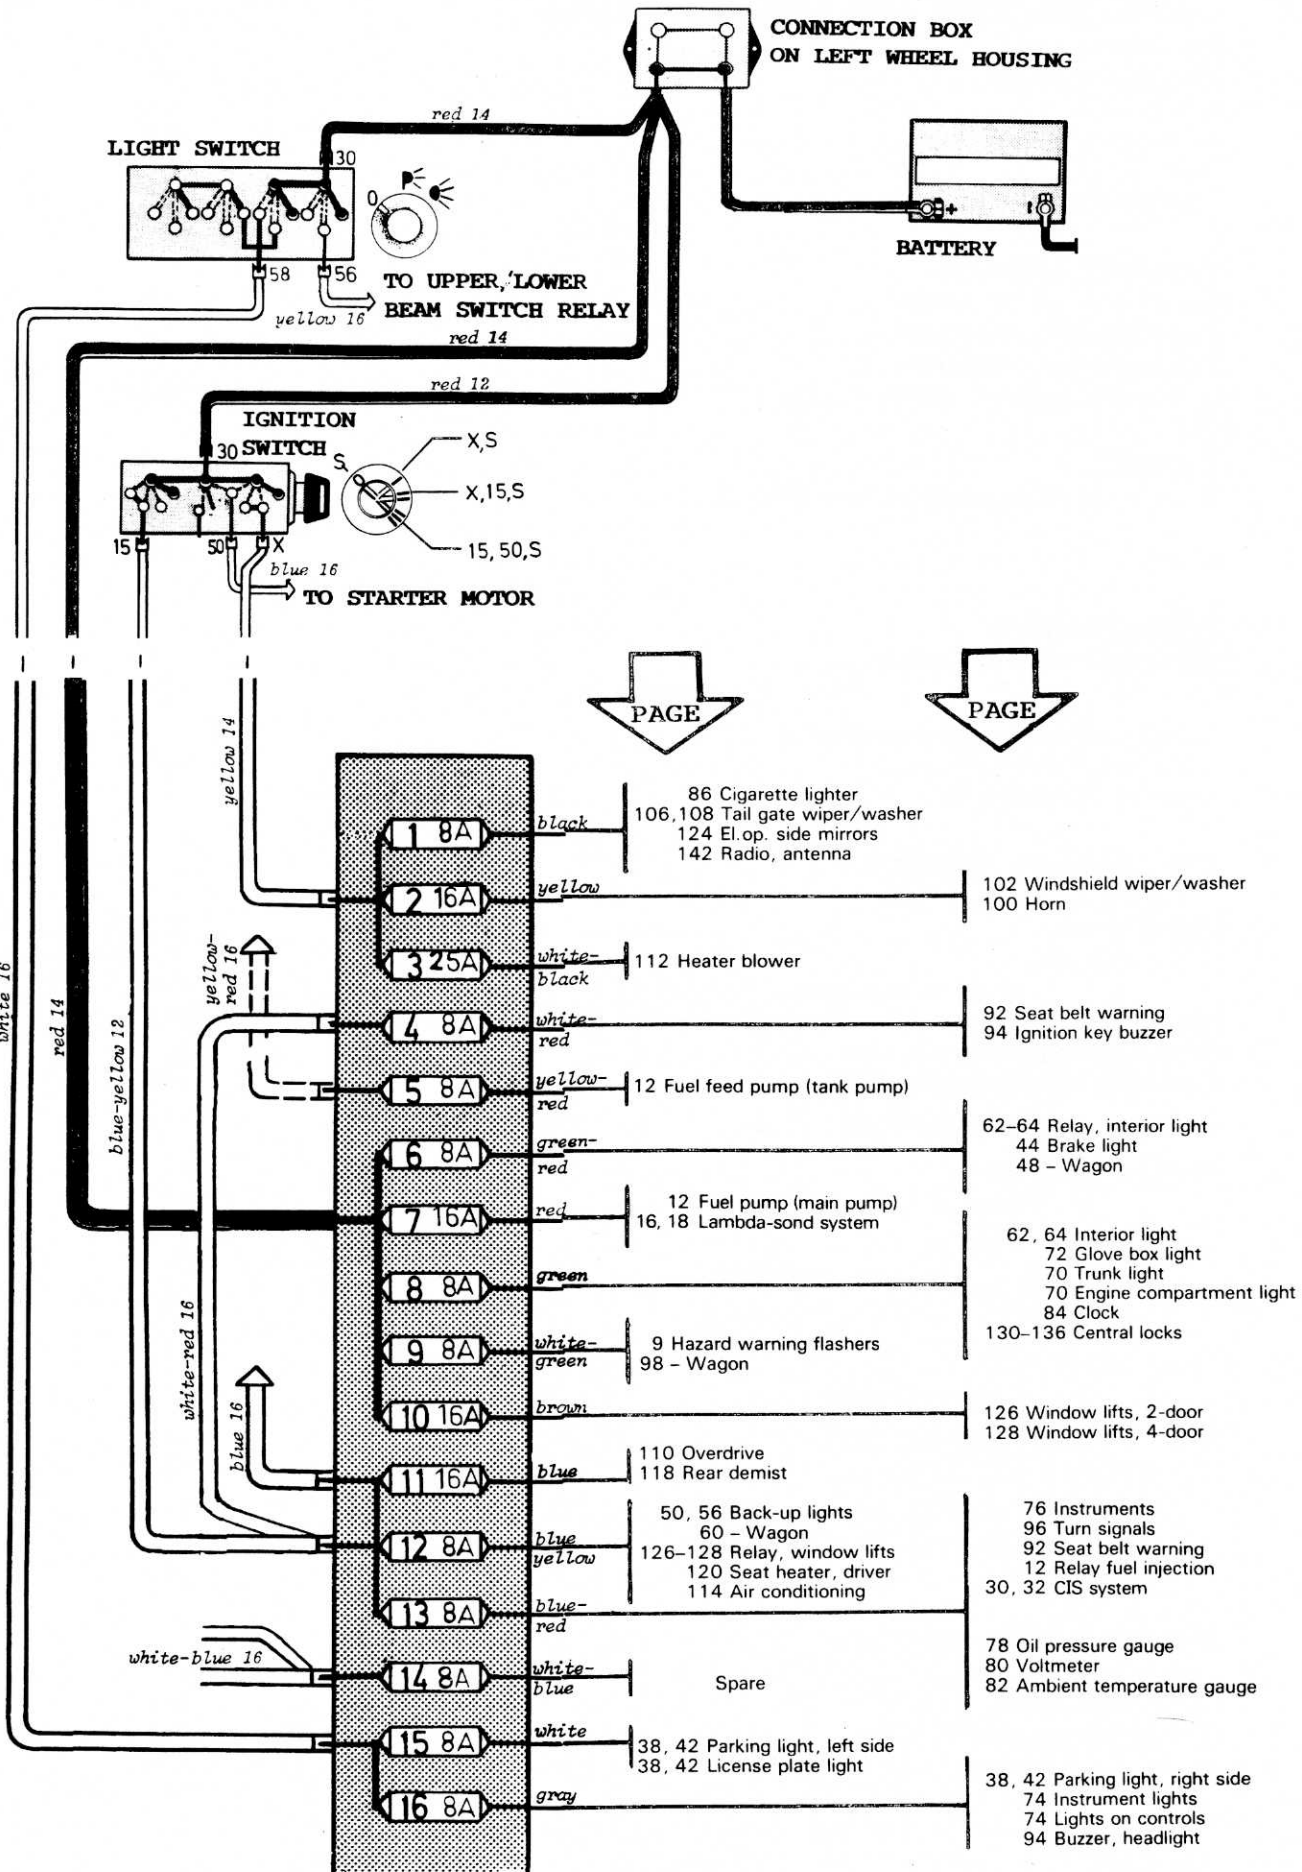 CONNECTION BOX
ON LEFT WHEEL HOUSING
red 14
LIGHT SWITCH
30
0
58
56
TO UPPER,'LOWER
BEAM SWITCH RELAY
yellow 16
+
-
BATTERY
red 14
red 12
IGNITION
SWITCH
30
S
0
X,S
X,15,S
15,50,S
15
50
X
blue 16
TO STARTER MOTOR
PAGE
PAGE
yellow 14
white 16
red 14
blue-yellow 12
yellow-
red 16
white-red 16
blue 16
white-blue 16
1 8A
black
86 Cigarette lighter
106,108 Tail gate wiper/washer
124 El.op. side mirrors
142 Radio, antenna
2 16A
yellow
102 Windshield wiper/washer
100 Horn
3 25A
white-
black
112 Heater blower
4 8A
white-
red
92 Seat belt warning
94 Ignition key buzzer
5 8A
yellow-
red
12 Fuel feed pump (tank pump)
6 8A
green-
red
62–64 Relay, interior light
44 Brake light
48 – Wagon
7 16A
red
12 Fuel pump (main pump)
16, 18 Lambda-sond system
8 8A
green
62, 64 Interior light
72 Glove box light
70 Trunk light
70 Engine compartment light
84 Clock
130–136 Central locks
9 8A
white-
green
9 Hazard warning flashers
98 – Wagon
10 16A
brown
126 Window lifts, 2-door
128 Window lifts, 4-door
11 16A
blue
110 Overdrive
118 Rear demist
12 8A
blue
yellow
50, 56 Back-up lights
60 – Wagon
126–128 Relay, window lifts
120 Seat heater, driver
114 Air conditioning
13 8A
blue-
red
76 Instruments
96 Turn signals
92 Seat belt warning
12 Relay fuel injection
30, 32 CIS system
78 Oil pressure gauge
80 Voltmeter
82 Ambient temperature gauge
14 8A
white-
blue
Spare
15 8A
white
38, 42 Parking light, left side
38, 42 License plate light
16 8A
gray
38, 42 Parking light, right side
74 Instrument lights
74 Lights on controls
94 Buzzer, headlight